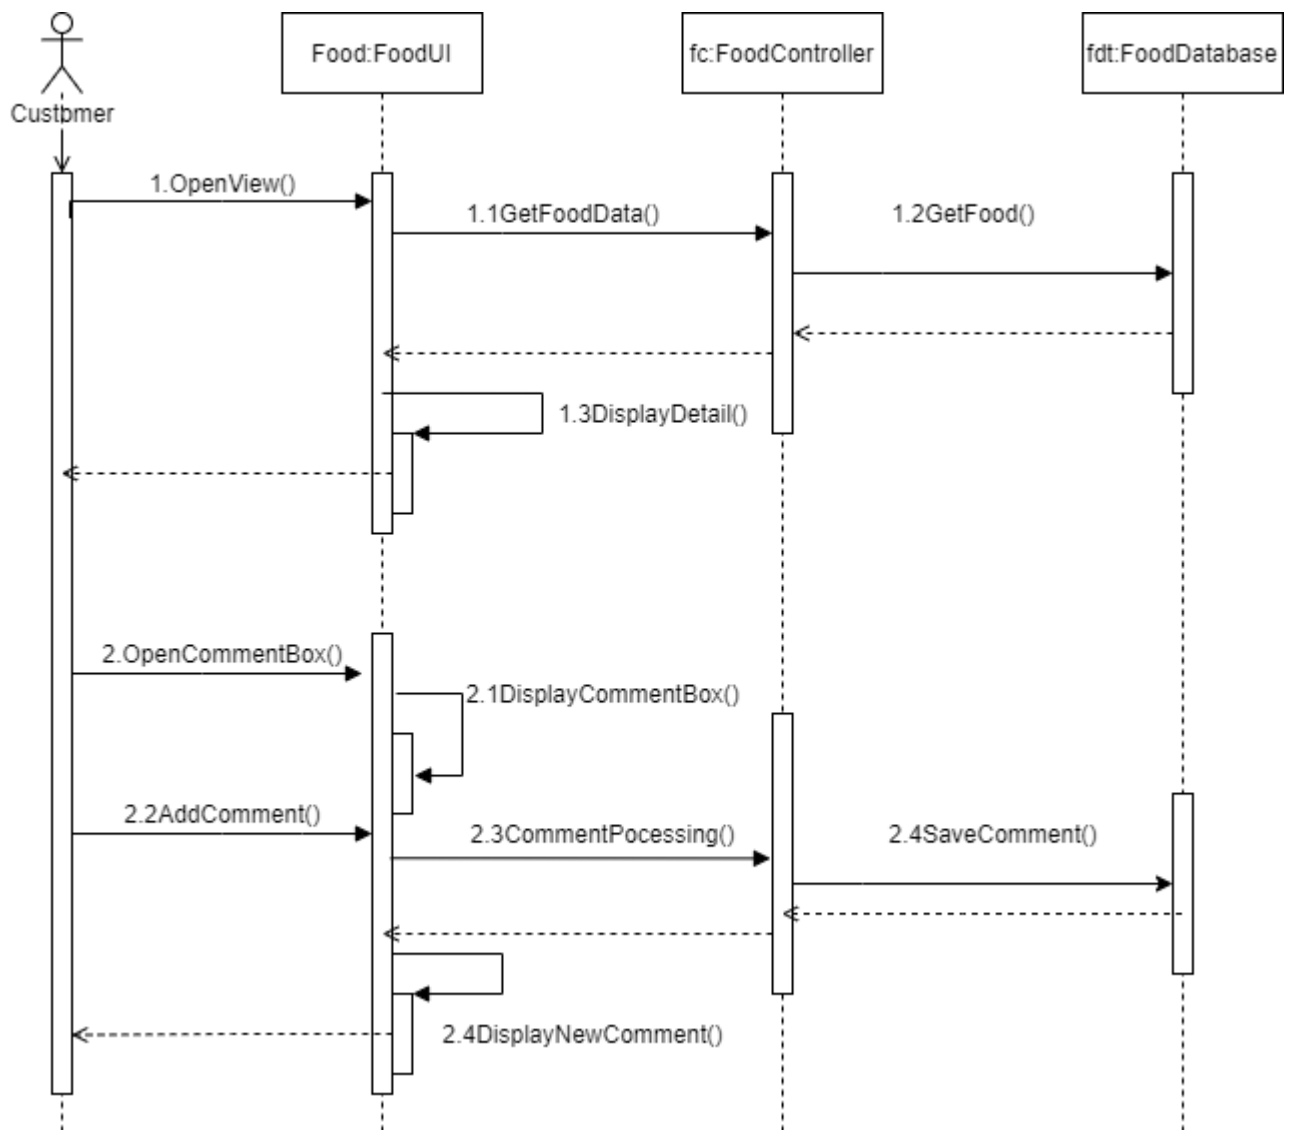 Food:FoodUI
fc:FoodController
fdt:FoodDatabase
Customer
1.OpenView()
1.1GetFoodData()
1.2GetFood()
1.3DisplayDetail()
2.OpenCommentBox()
2.1DisplayCommentBox()
2.2AddComment()
2.3CommentPocessing()
2.4SaveComment()
2.4DisplayNewComment()